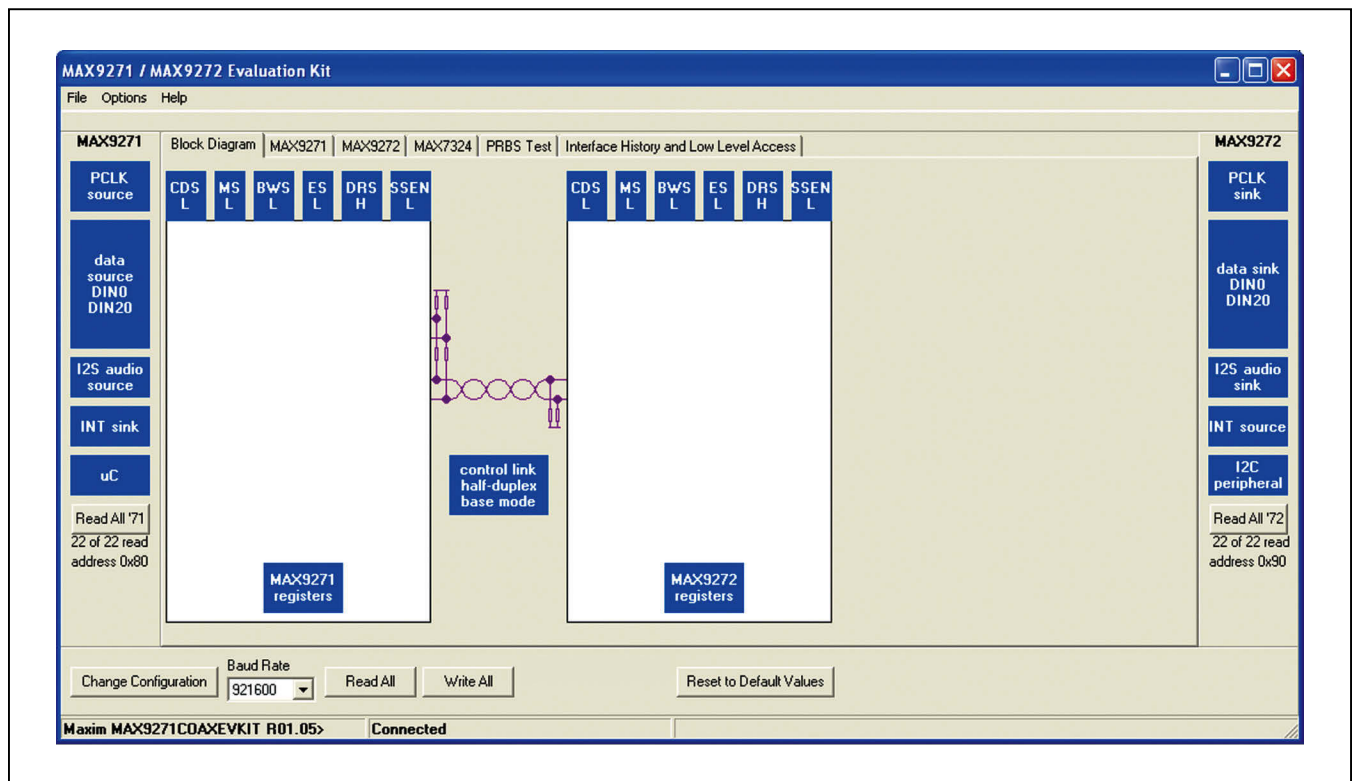 MAX9271 / MAX9272 Evaluation Kit
File Options Help
MAX9271
Block Diagram MAX9271 MAX9272 MAX7324 PRBS Test Interface History and Low Level Access
MAX9272
PCLK
source
data
source
DIN0
DIN20
I2S audio
source
INT sink
uC
Read All '71
22 of 22 read
address 0x80
CDS MS BWS ES DRS SSEN
L L L L H L
MAX9271
registers
control link
half-duplex
base mode
CDS MS BWS ES DRS SSEN
L L L L H L
MAX9272
registers
PCLK
sink
data sink
DIN0
DIN20
I2S audio
sink
INT source
I2C
peripheral
Read All '72
22 of 22 read
address 0x90
Change Configuration
Baud Rate
921600
Read All
Write All
Reset to Default Values
Maxim MAX9271COAXEVKIT R01.05> Connected